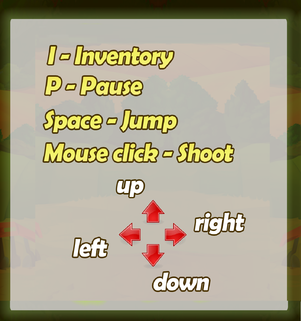 I - Inventory
P - Pause
Space - Jump
Mouse click - Shoot
up
right
left
down